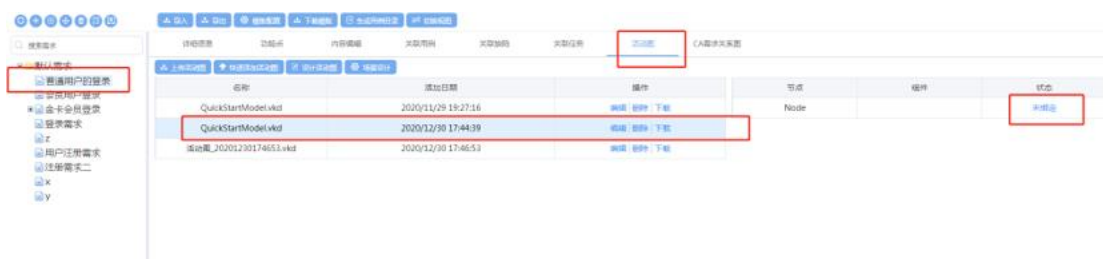 导入 导出 模板配置 下载模板 生成用例目录 切换视图
搜索需求
详细信息 功能点 内容编辑 关联用例 关联缺陷 关联任务 活动图 CA需求关系图
默认需求
普通用户的登录
会员用户登录
金卡会员登录
登录需求
z
用户注册需求
注册需求二
x
y
上传活动图 快速添加活动图 设计活动图 场景设计
名称 添加日期 操作 节点 组件 状态
QuickStartModel.vkd 2020/11/29 19:27:16 编辑 删除 下载 Node 未绑定
QuickStartModel.vkd 2020/12/30 17:44:39 编辑 删除 下载
活动图_20201230174653.vkd 2020/12/30 17:46:53 编辑 删除 下载